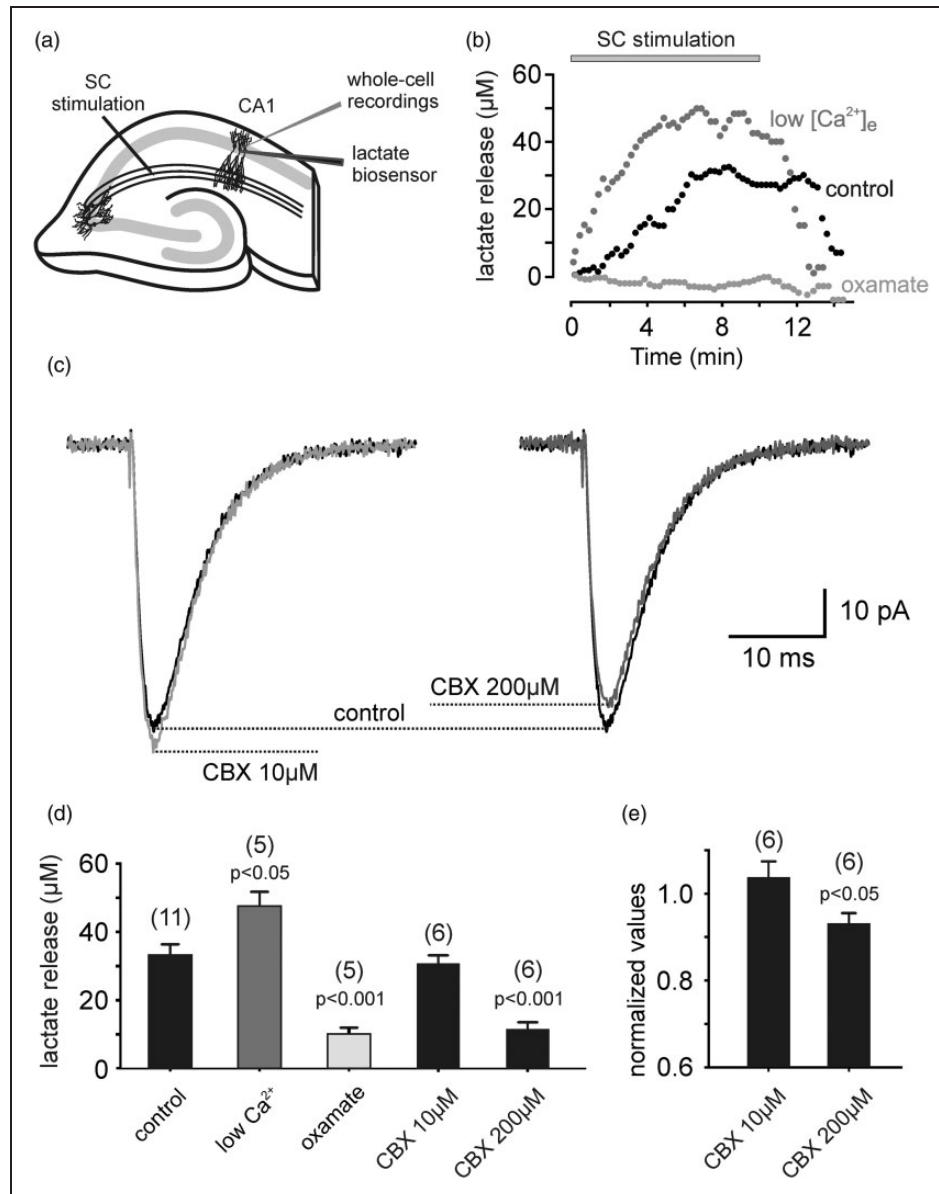 (a)
SC
stimulation
CA1
whole-cell
recordings
lactate
biosensor
(b)
SC stimulation
lactate release (µM)
60
40
20
0
low [Ca²⁺]e
control
oxamate
0
4
8
12
Time (min)
(c)
10 pA
10 ms
CBX 200µM
control
CBX 10µM
(d)
lactate release (µM)
60
40
20
0
(11)
(5)
p<0.05
(5)
p<0.001
(6)
(6)
p<0.001
control
low Ca²⁺
oxamate
CBX 10µM
CBX 200µM
(e)
normalized values
1.0
0.8
0.6
(6)
(6)
p<0.05
CBX 10µM
CBX 200µM